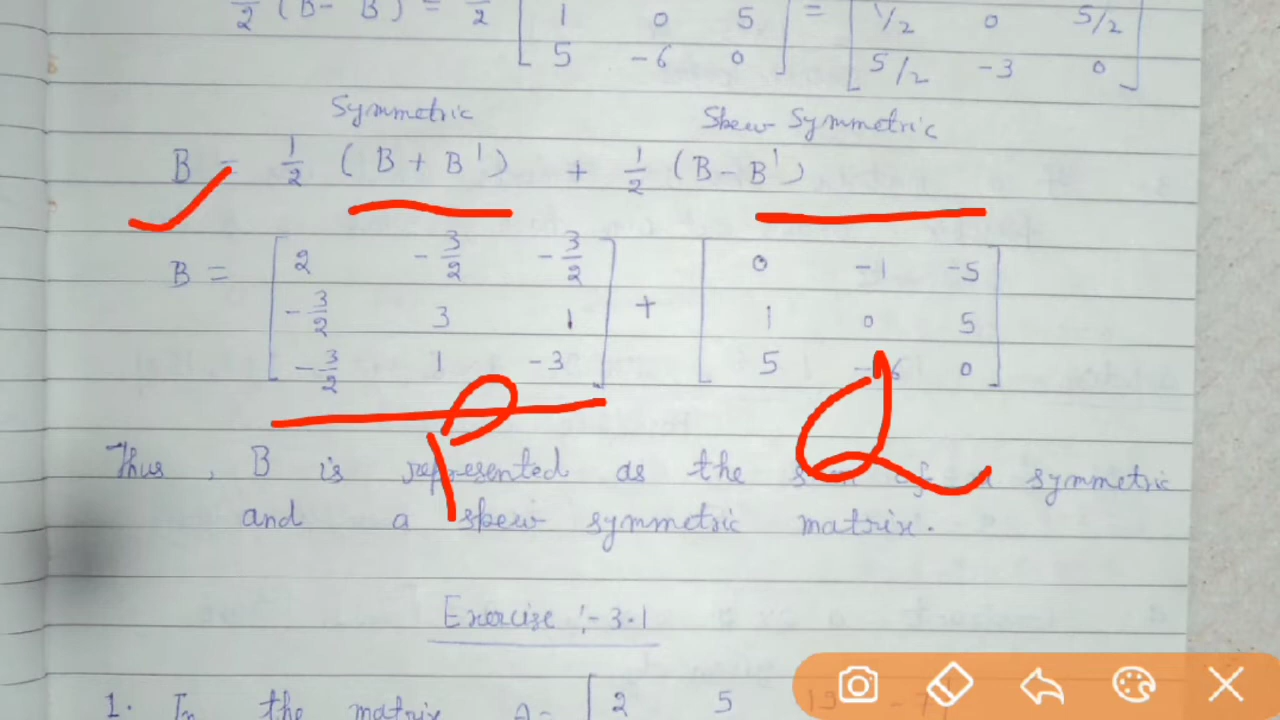 1/2 (B - B') = 1/2 [ 1 0 5 = [ 1/2 0 5/2
5 -6 0 ] 5/2 -3 0 ]
Symmetric Skew Symmetric
B = 1/2 (B + B') + 1/2 (B - B')
B = [ 2 -3/2 -3/2 ] + [ 0 -1 -5 ]
[ -3/2 3 1 ] [ 1 0 5 ]
[ -3/2 1 -3 ] [ 5 -6 0 ]
P Q
Thus, B is represented as the sum of a symmetric
and a skew symmetric matrix.
Exercise :- 3.1
1. In the matrix A = [ 2 5 19 -7 ]